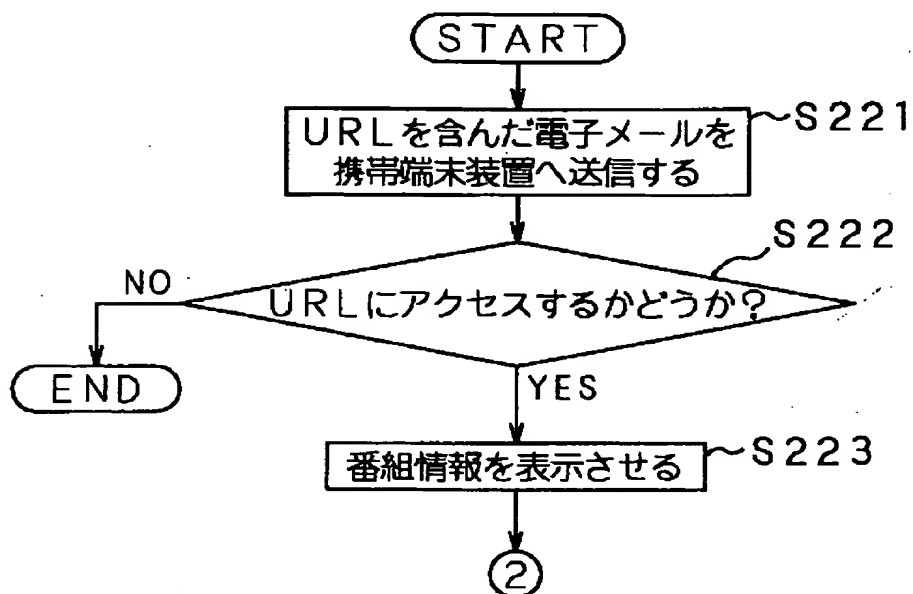 START
URLを含んだ電子メールを
携帯端末装置へ送信する
S221
S222
NO
URLにアクセスするかどうか?
END
YES
番組情報を表示させる
S223
2